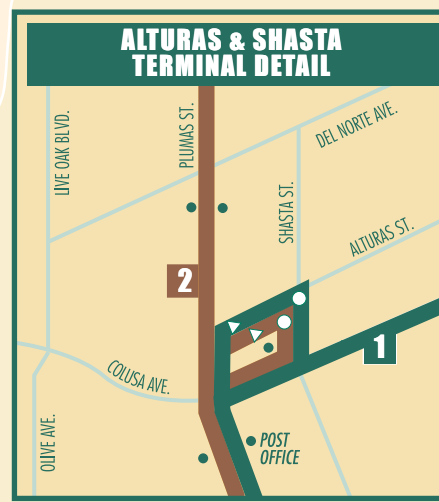 ALTURAS & SHASTA
TERMINAL DETAIL
LIVE OAK BLVD.
PLUMAS ST.
DEL NORTE AVE.
SHASTA ST.
ALTURAS ST.
2
1
COLUSA AVE.
OLIVE AVE.
POST
OFFICE